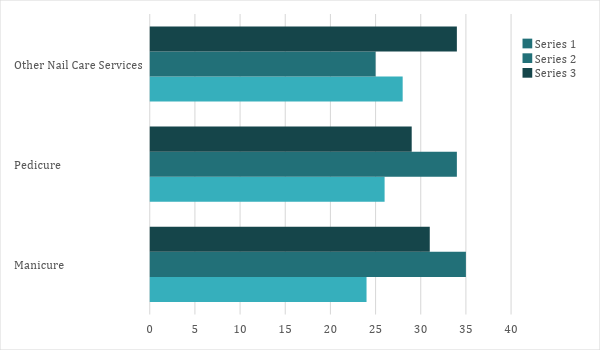 Other Nail Care Services
Pedicure
Manicure
0 5 10 15 20 25 30 35 40
Series 1
Series 2
Series 3